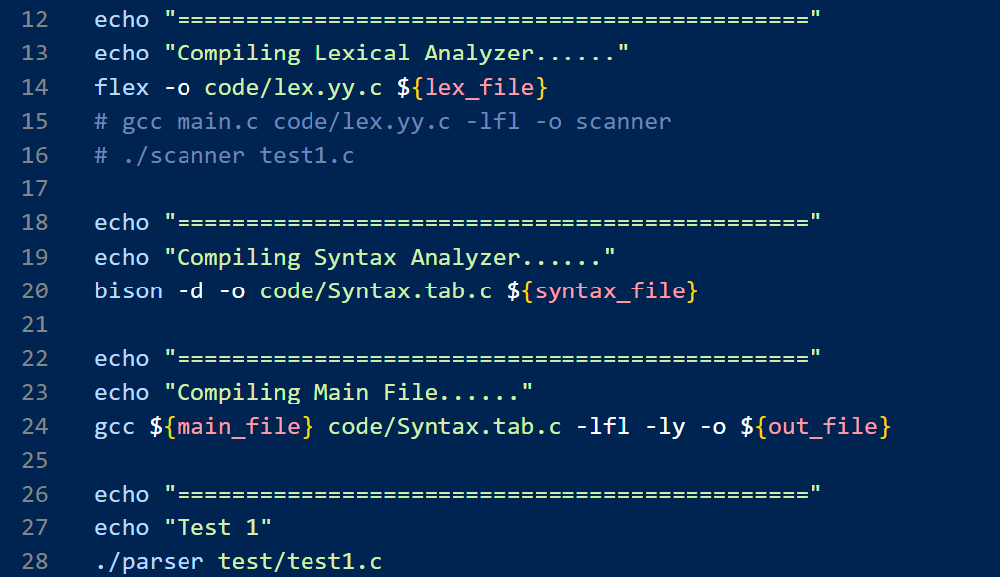 12 echo "=============================================="
13 echo "Compiling Lexical Analyzer......"
14 flex -o code/lex.yy.c ${lex_file}
15 # gcc main.c code/lex.yy.c -lfl -o scanner
16 # ./scanner test1.c
17
18 echo "=============================================="
19 echo "Compiling Syntax Analyzer......"
20 bison -d -o code/Syntax.tab.c ${syntax_file}
21
22 echo "=============================================="
23 echo "Compiling Main File......"
24 gcc ${main_file} code/Syntax.tab.c -lfl -ly -o ${out_file}
25
26 echo "=============================================="
27 echo "Test 1"
28 ./parser test/test1.c